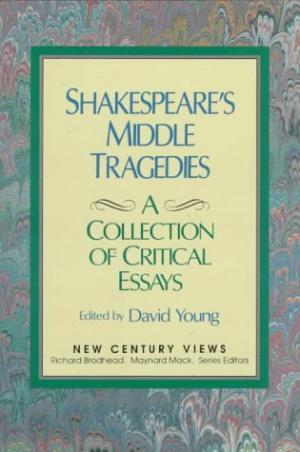 SHAKESPEARE'S
MIDDLE
TRAGEDIES
A
COLLECTION
OF CRITICAL
ESSAYS
Edited by David Young
NEW CENTURY VIEWS
Richard Brodhead, Maynard Mack, Series Editors